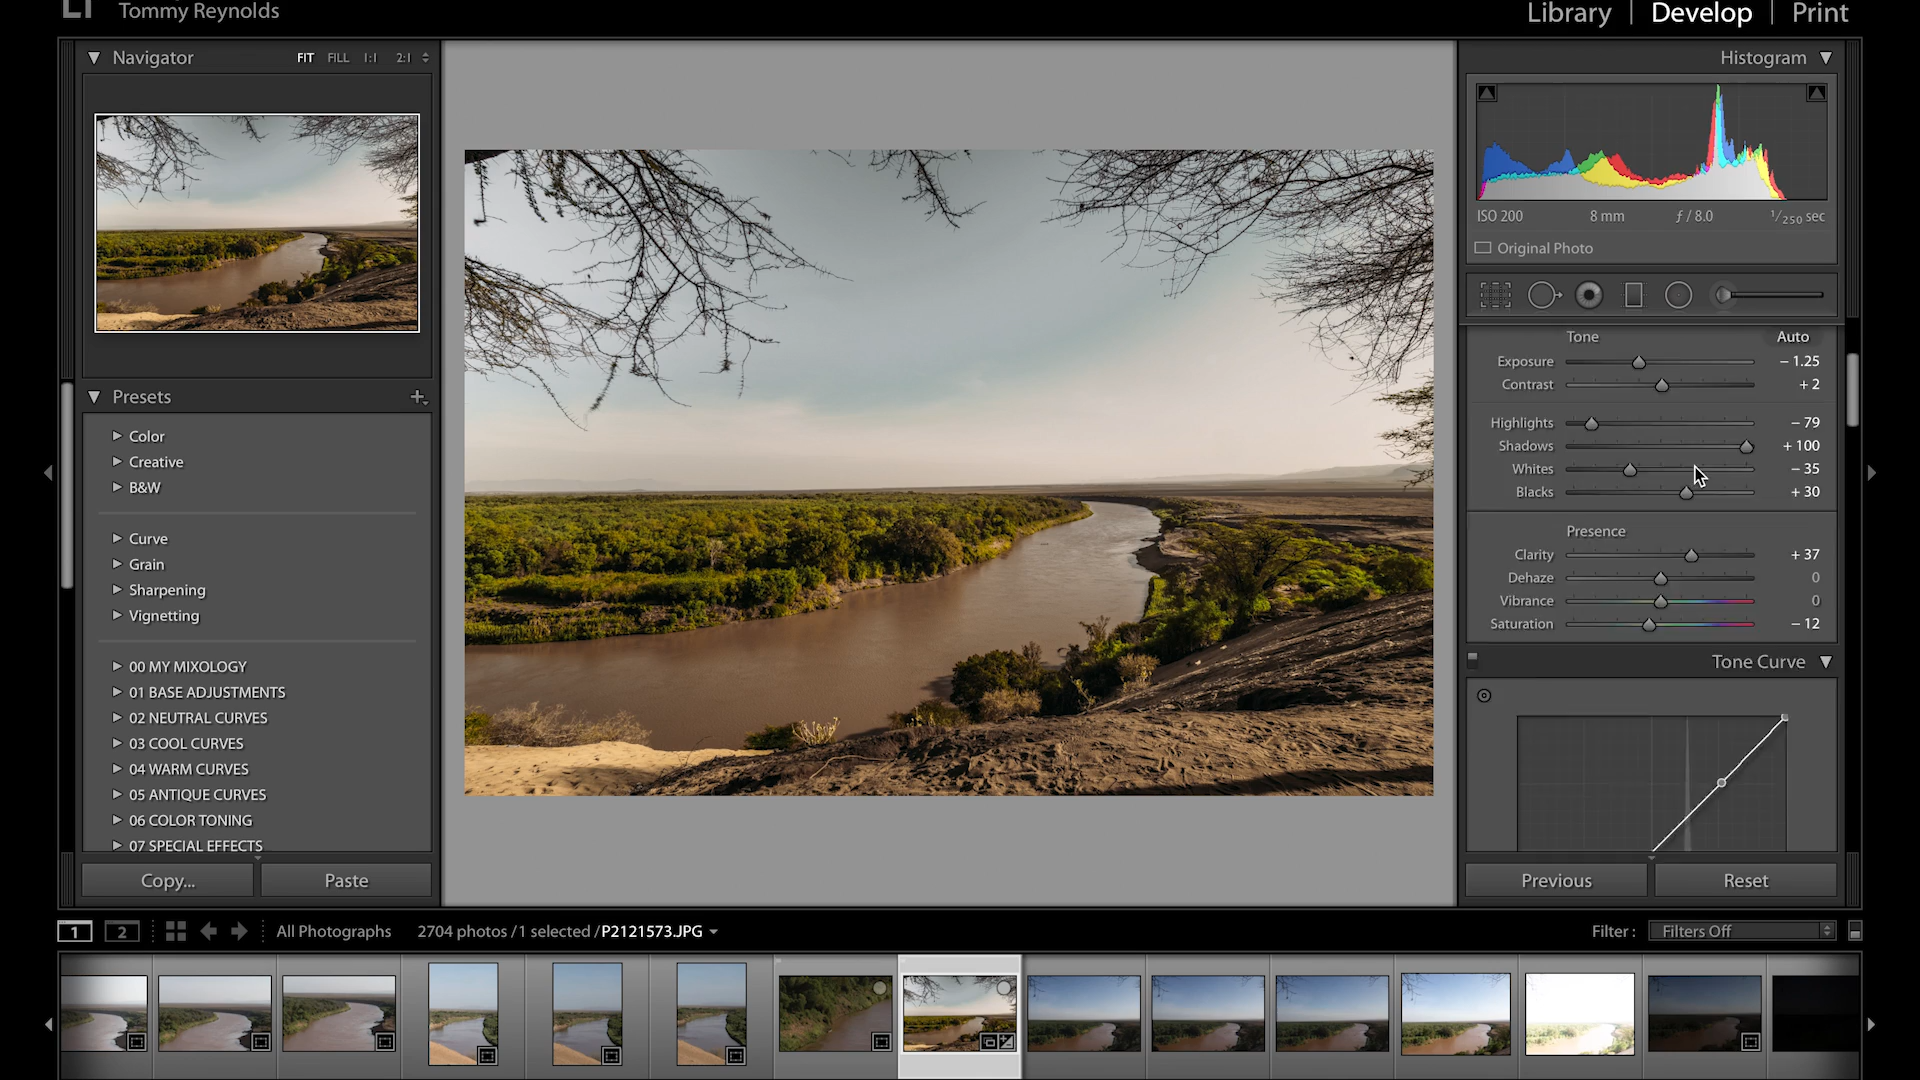 Lr
Tommy Reynolds
Library | Develop | Print
Navigator FIT FILL 1:1 2:1
Presets
Color
Creative
B&W
Curve
Grain
Sharpening
Vignetting
00 MY MIXOLOGY
01 BASE ADJUSTMENTS
02 NEUTRAL CURVES
03 COOL CURVES
04 WARM CURVES
05 ANTIQUE CURVES
06 COLOR TONING
07 SPECIAL EFFECTS
Copy... Paste
Histogram
ISO 200 8 mm ƒ / 8.0 1/250 sec
Original Photo
Tone Auto
Exposure − 1.25
Contrast + 2
Highlights − 79
Shadows + 100
Whites − 35
Blacks + 30
Presence
Clarity + 37
Dehaze 0
Vibrance 0
Saturation − 12
Tone Curve
Previous Reset
1 2 All Photographs 2704 photos / 1 selected / P2121573.JPG Filter : Filters Off